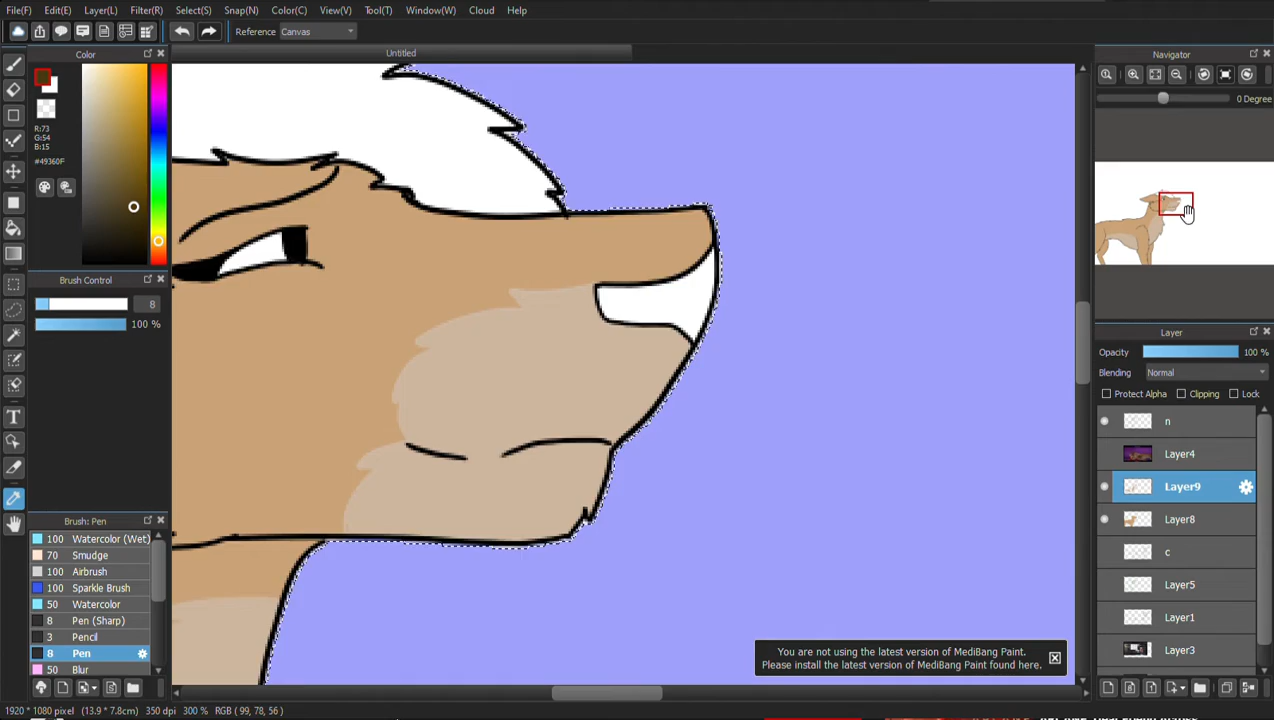 File(F) Edit(E) Layer(L) Filter(R) Select(S) Snap(N) Color(C) View(V) Tool(T) Window(W) Cloud Help
Reference Canvas
Color
Untitled
Navigator
R:73
G:54
B:15
#49360F
0 Degree
Brush Control
8
100 %
Layer
Opacity 100 %
Blending Normal
Protect Alpha Clipping Lock
n
Layer4
Layer9
Layer8
c
Layer5
Layer1
Layer3
Brush: Pen
100 Watercolor (Wet)
70 Smudge
100 Airbrush
100 Sparkle Brush
50 Watercolor
8 Pen (Sharp)
3 Pencil
8 Pen
50 Blur
You are not using the latest version of MediBang Paint.
Please install the latest version of MediBang Paint found here.
1920 * 1080 pixel (13.9 * 7.8cm) 350 dpi 300 % RGB ( 99, 78, 56 )